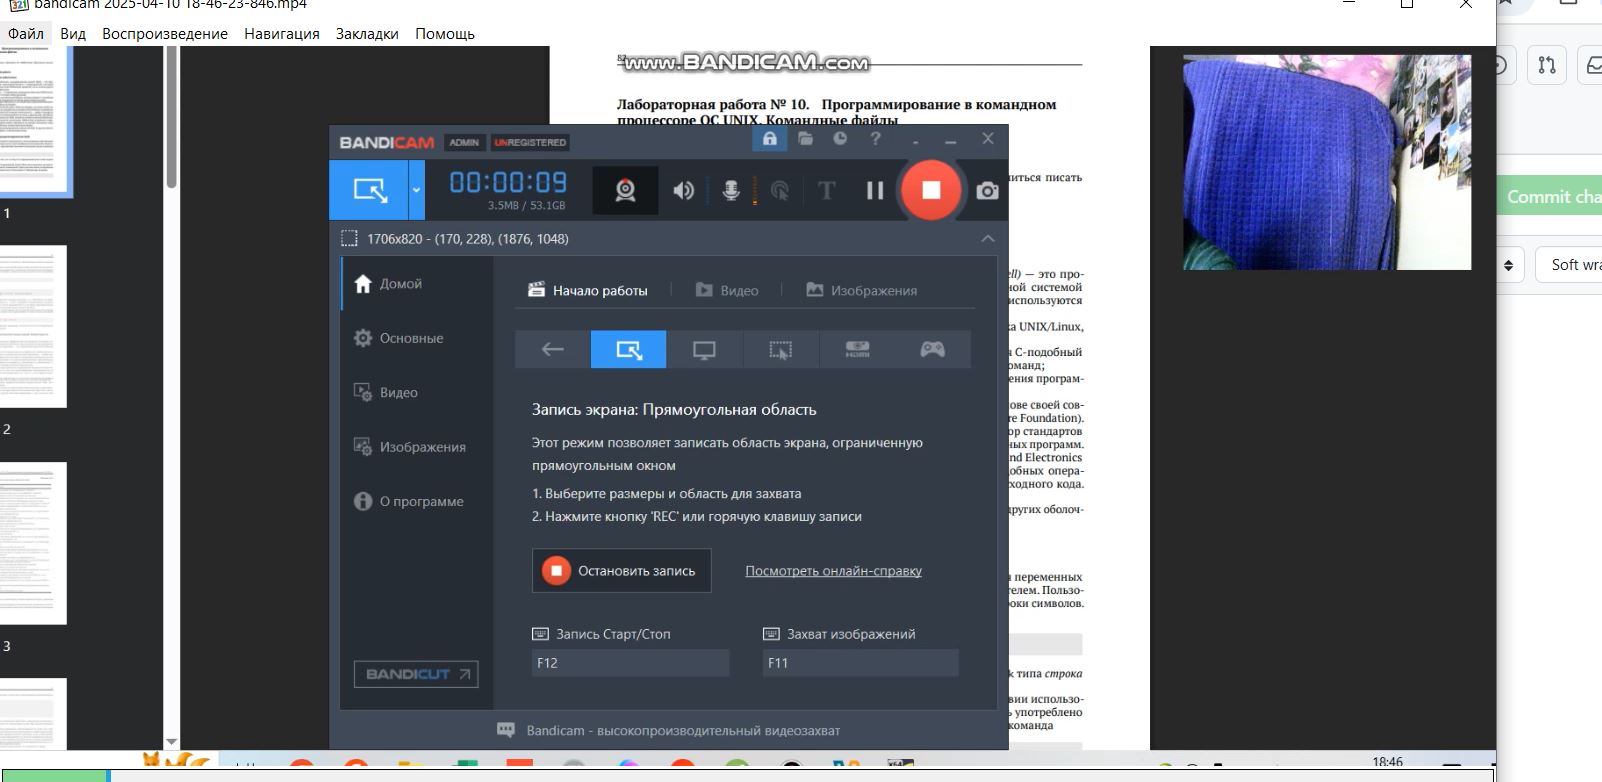 bandicam 2025-04-10 18-46-23-846.mp4
Файл Вид Воспроизведение Навигация Закладки Помощь
www.BANDICAM.com
Лабораторная работа № 10. Программирование в командном
процессоре ОС UNIX. Командные файлы
BANDICAM ADMIN UNREGISTERED
00:00:09
3.5MB / 53.1GB
1706x820 - (170, 228), (1876, 1048)
Домой
Основные
Видео
Изображения
О программе
BANDICUT
Начало работы Видео Изображения
HDMI
Запись экрана: Прямоугольная область
Этот режим позволяет записать область экрана, ограниченную
прямоугольным окном
1. Выберите размеры и область для захвата
2. Нажмите кнопку 'REC' или горячую клавишу записи
Остановить запись Посмотреть онлайн-справку
Запись Старт/Стоп Захват изображений
F12 F11
Bandicam - высокопроизводительный видеозахват
иться писать
ell) — это про-
ной системой
используются
ка UNIX/Linux,
я С-подобный
оманд;
ения програм-
ове своей сов-
re Foundation).
ор стандартов
ных программ.
nd Electronics
обных опера-
сходного кода.
других оболоч-
я переменных
телем. Пользо-
оки символов.
k типа строка
вии использо-
ь употреблено
команда
1
2
3
18:46
Commit cha
Soft wra